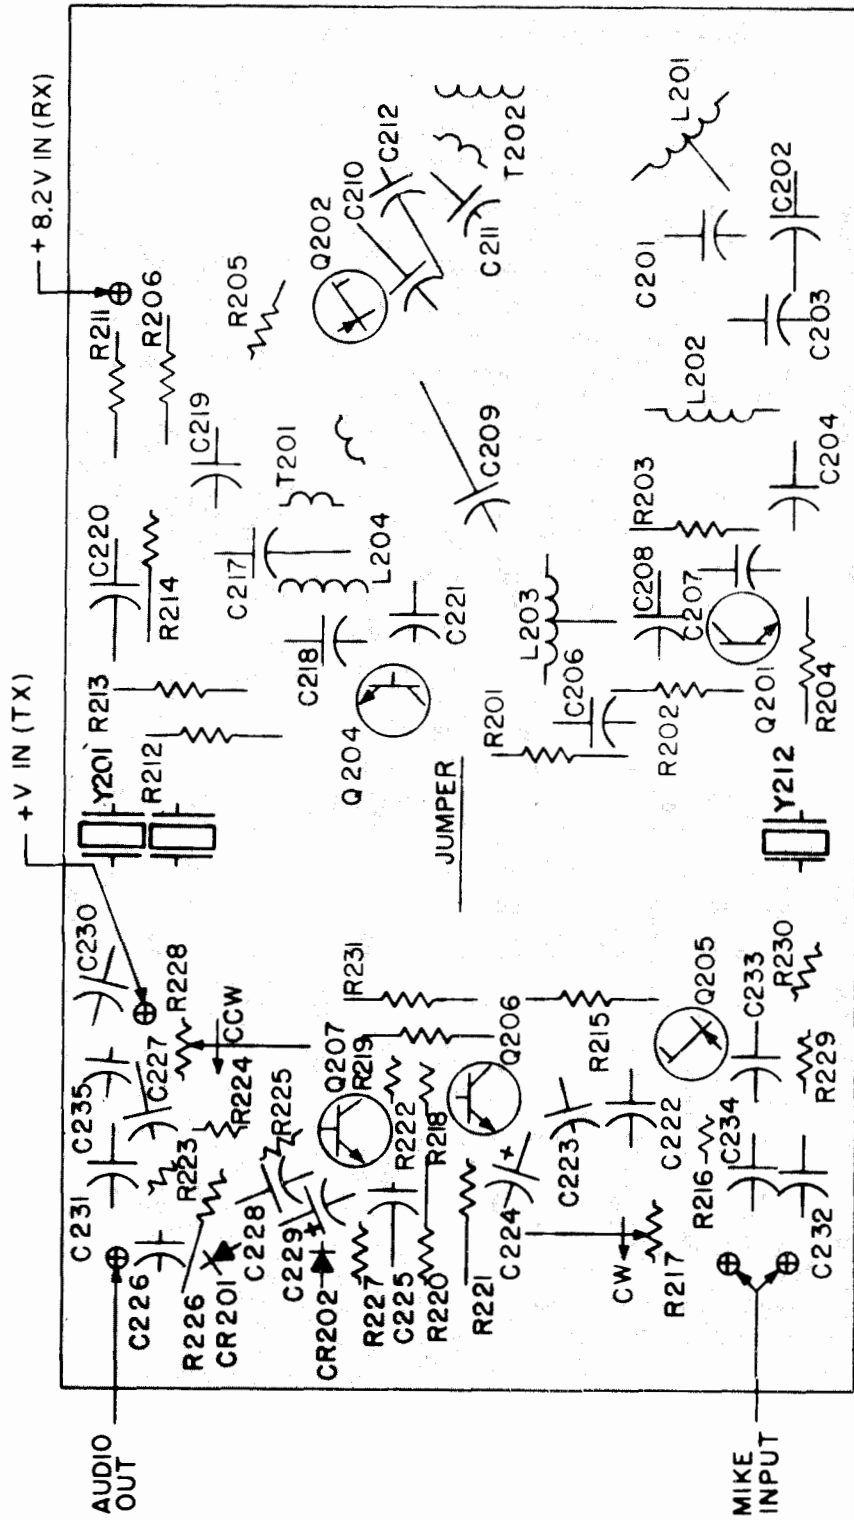 + 8.2 V IN (RX)
+ V IN (TX)
AUDIO
OUT
MIKE
INPUT
C231
C235
C230
Y201
R213
C220
R211
R206
C226
R223
C227
R228
R212
R214
C219
R205
R226
CR201
R224
CCW
C217
T201
Q202
C228
R225
C218
L204
C210
C212
C229
CR202
Q207
R219
R231
Q204
C221
C209
C211
T202
R227
C225
R222
R220
R218
JUMPER
R221
Q206
R201
L203
C224
C223
R215
C206
C208
R203
L202
C201
L201
CW
R217
C222
Q205
R202
C207
C203
C202
R216
C234
C233
R230
Y212
Q201
R204
C204
C232
R229
+
+